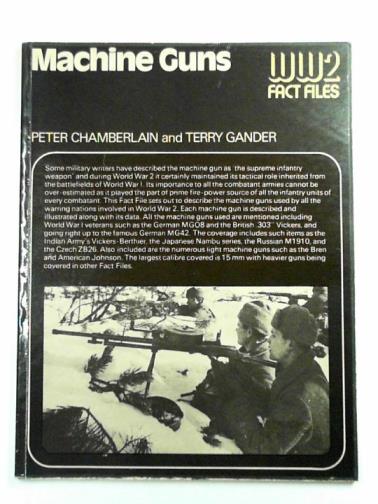 Machine Guns
WW2
FACT FILES
PETER CHAMBERLAIN and TERRY GANDER
Some military writers have described the machine gun as 'the supreme infantry
weapon' and during World War 2 it certainly maintained its tactical role inherited from
the battlefields of World War I. Its importance to all the combatant armies cannot be
over-estimated as it played the part of prime fire-power source of all the infantry units of
every combatant. This Fact File sets out to describe the machine guns used by all the
warring nations involved in World War 2. Each machine gun is described and
illustrated along with its data. All the machine guns used are mentioned including
World War I veterans such as the German MG08 and the British .303" Vickers, and
going right up to the famous German MG42. The coverage includes such items as the
Indian Army's Vickers-Berthier, the Japanese Nambu series, the Russian M1910, and
the Czech ZB26. Also included are the numerous light machine guns such as the Bren
and American Johnson. The largest calibre covered is 15 mm with heavier guns being
covered in other Fact Files.